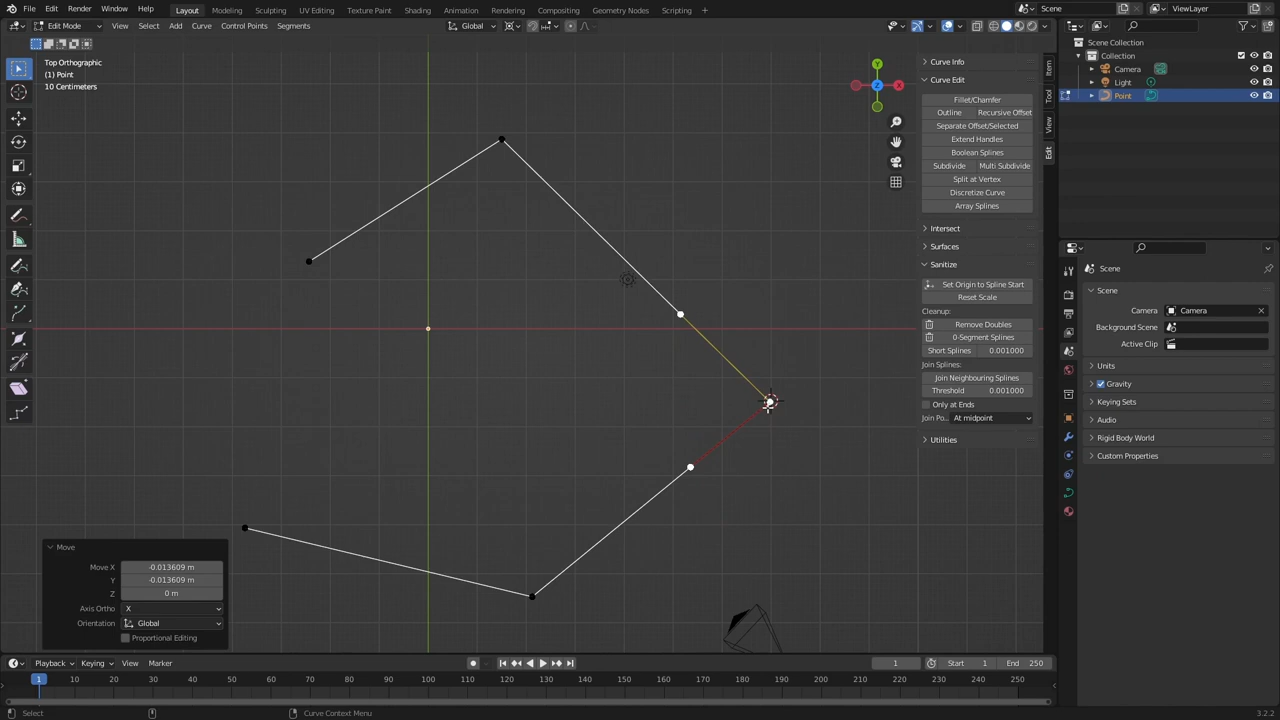 File Edit Render Window Help Layout Modeling Sculpting UV Editing Texture Paint Shading Animation Rendering Compositing Geometry Nodes Scripting + Scene ViewLayer
Edit Mode View Select Add Curve Control Points Segments Global
Top Orthographic
(1) Point
10 Centimeters
Y
X
Z
Curve Info
Curve Edit
Fillet/Chamfer
Outline Recursive Offset
Separate Offset/Selected
Extend Handles
Boolean Splines
Subdivide Multi Subdivide
Split at Vertex
Discretize Curve
Array Splines
Intersect
Surfaces
Sanitize
Set Origin to Spline Start
Reset Scale
Cleanup:
Remove Doubles
0-Segment Splines
Short Splines 0.001000
Join Splines:
Join Neighbouring Splines
Threshold 0.001000
Only at Ends
Join Po... At midpoint
Utilities
Item
Tool
View
Edit
Scene Collection
Collection
Camera
Light
Point
Scene
Scene
Camera Camera
Background Scene
Active Clip
Units
Gravity
Keying Sets
Audio
Rigid Body World
Custom Properties
Move
Move X -0.013609 m
Y -0.013609 m
Z 0 m
Axis Ortho X
Orientation Global
Proportional Editing
Playback Keying View Marker 1 Start 1 End 250
1 10 20 30 40 50 60 70 80 90 100 110 120 130 140 150 160 170 180 190 200 210 220 230 240 250
Select Curve Context Menu 3.2.2